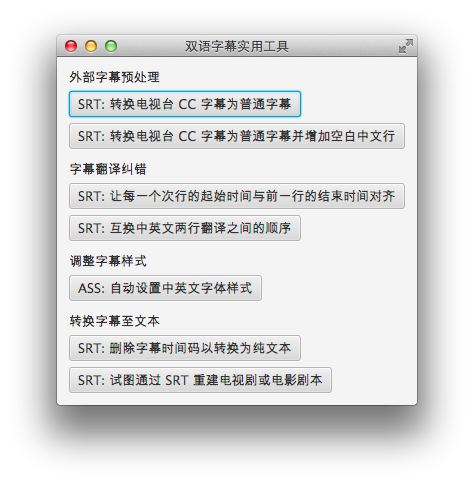 双语字幕实用工具
外部字幕预处理
SRT: 转换电视台 CC 字幕为普通字幕
SRT: 转换电视台 CC 字幕为普通字幕并增加空白中文行
字幕翻译纠错
SRT: 让每一个次行的起始时间与前一行的结束时间对齐
SRT: 互换中英文两行翻译之间的顺序
调整字幕样式
ASS: 自动设置中英文字体样式
转换字幕至文本
SRT: 删除字幕时间码以转换为纯文本
SRT: 试图通过 SRT 重建电视剧或电影剧本